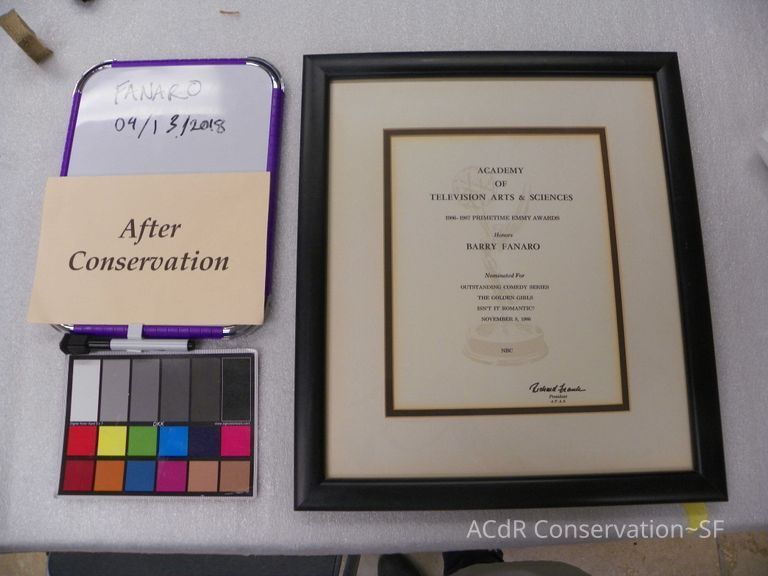 FANARO
04/13/2018
After
Conservation
ACADEMY
OF
TELEVISION ARTS & SCIENCES
1986-1987 PRIMETIME EMMY AWARDS
Honors
BARRY FANARO
Nominated For
OUTSTANDING COMEDY SERIES
THE GOLDEN GIRLS
ISN'T IT ROMANTIC?
NOVEMBER 8, 1986
NBC
President
A.T.A.S.
DKK
ACdR Conservation~SF